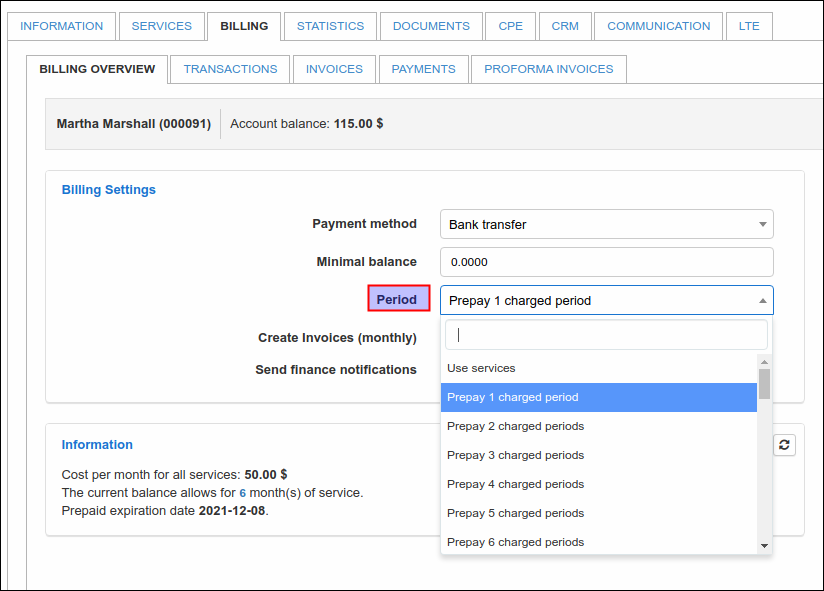 INFORMATION SERVICES BILLING STATISTICS DOCUMENTS CPE CRM COMMUNICATION LTE
BILLING OVERVIEW TRANSACTIONS INVOICES PAYMENTS PROFORMA INVOICES
Martha Marshall (000091) Account balance: 115.00 $
Billing Settings
Payment method Bank transfer
Minimal balance 0.0000
Period Prepay 1 charged period
Create Invoices (monthly)
Send finance notifications
Use services
Prepay 1 charged period
Prepay 2 charged periods
Prepay 3 charged periods
Prepay 4 charged periods
Prepay 5 charged periods
Prepay 6 charged periods
Information
Cost per month for all services: 50.00 $
The current balance allows for 6 month(s) of service.
Prepaid expiration date 2021-12-08.